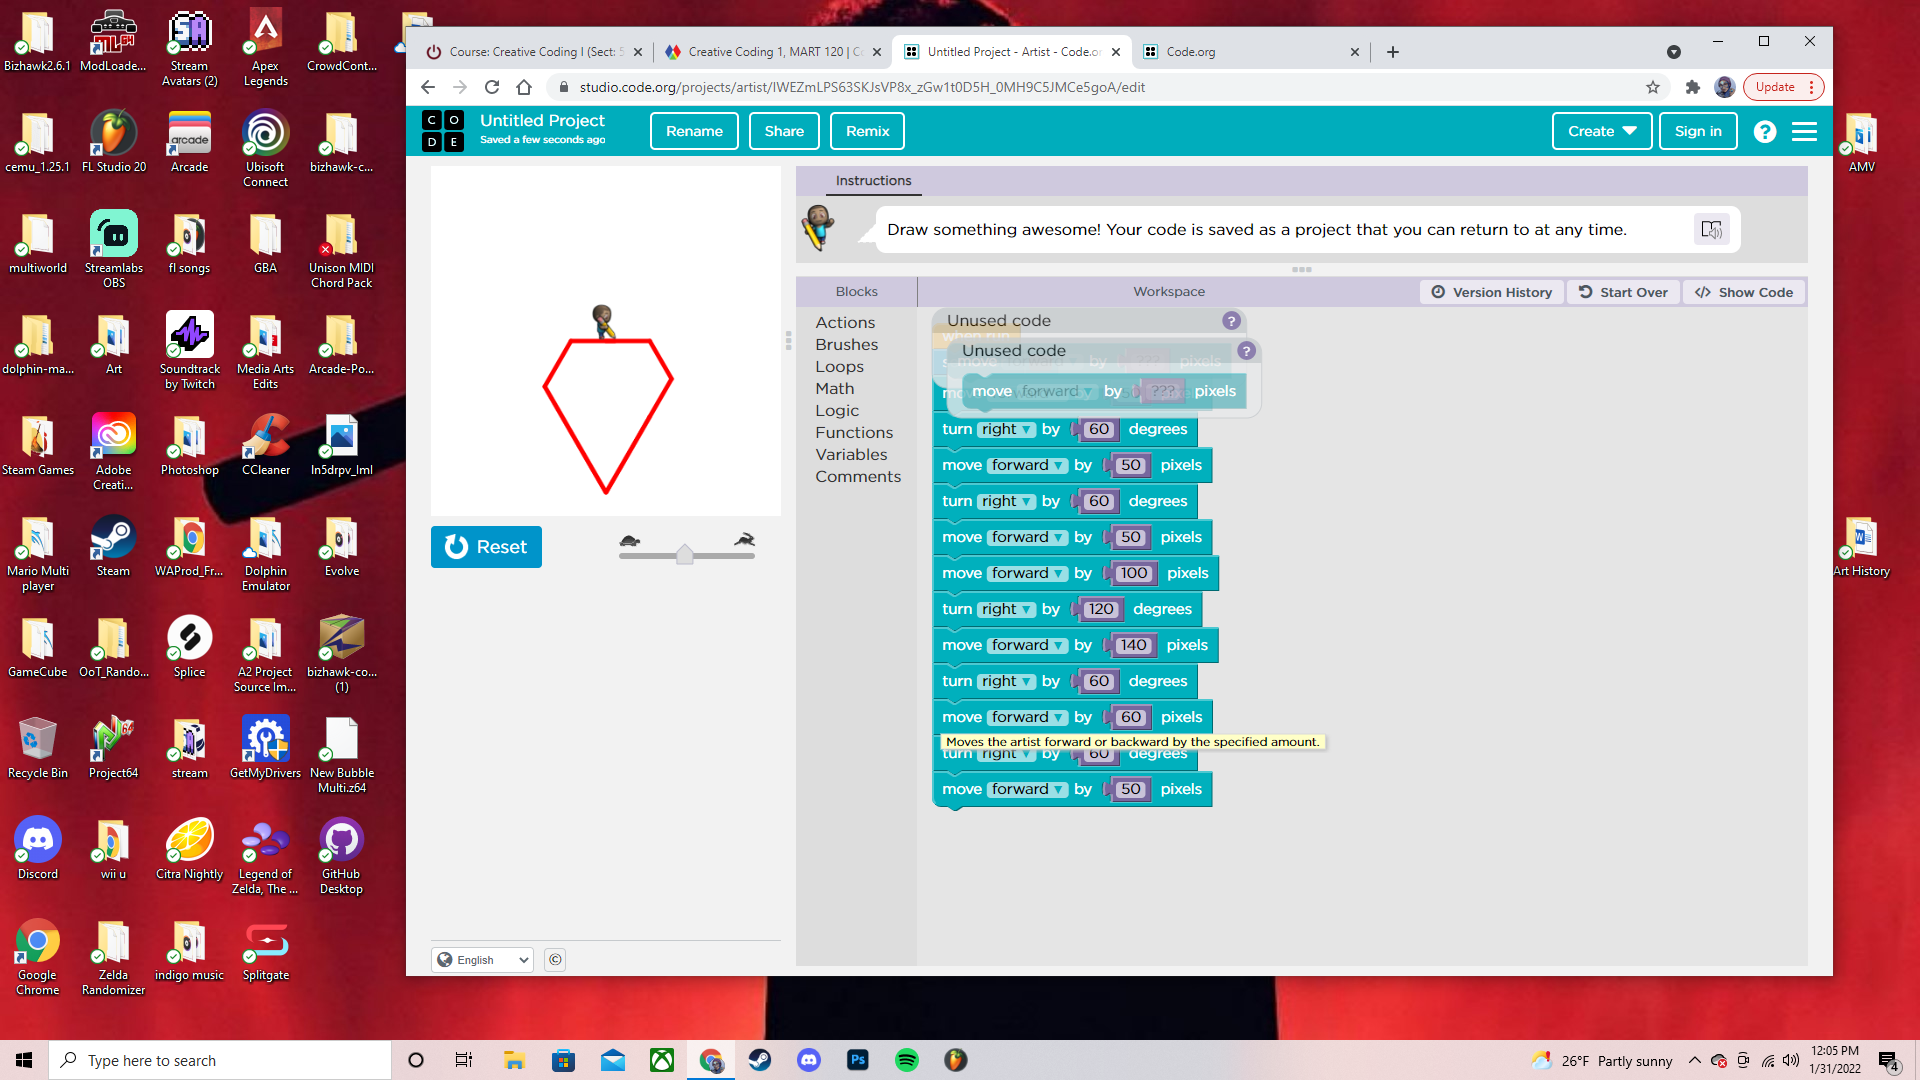 Bizhawk2.6.1
ModLoade...
Stream Avatars (2)
Apex Legends
CrowdCont...
cemu_1.25.1
FL Studio 20
Arcade
Ubisoft Connect
bizhawk-c...
multiworld
Streamlabs OBS
fl songs
GBA
Unison MIDI Chord Pack
dolphin-ma...
Art
Soundtrack by Twitch
Media Arts Edits
Arcade-Po...
Steam Games
Adobe Creati...
Photoshop
CCleaner
In5drpv_lml
Mario Multi player
Steam
WAProd_Fr...
Dolphin Emulator
Evolve
GameCube
OoT_Rando...
Splice
A2 Project Source Im...
bizhawk-co... (1)
Recycle Bin
Project64
stream
GetMyDrivers
New Bubble Multi.z64
Discord
wii u
Citra Nightly
Legend of Zelda, The ...
GitHub Desktop
Google Chrome
Zelda Randomizer
indigo music
Splitgate
AMV
Art History
Course: Creative Coding I (Sect: 5
Creative Coding 1, MART 120 | C
Untitled Project - Artist - Code.o
Code.org
studio.code.org/projects/artist/IWEZmLPS63SKJsVP8x_zGw1t0D5H_0MH9C5JMCe5goA/edit
Update
C O D E
Untitled Project
Saved a few seconds ago
Rename
Share
Remix
Create
Sign in
?
Instructions
Draw something awesome! Your code is saved as a project that you can return to at any time.
Blocks
Workspace
Version History
Start Over
</> Show Code
Actions
Brushes
Loops
Math
Logic
Functions
Variables
Comments
Unused code ?
when run
Unused code ?
move forward by ??? pixels
turn right by 60 degrees
move forward by 50 pixels
turn right by 60 degrees
move forward by 50 pixels
move forward by 100 pixels
turn right by 120 degrees
move forward by 140 pixels
turn right by 60 degrees
move forward by 60 pixels
Moves the artist forward or backward by the specified amount.
turn right by 60 degrees
move forward by 50 pixels
Reset
English
©
Type here to search
Ps
26°F Partly sunny
12:05 PM
1/31/2022
4